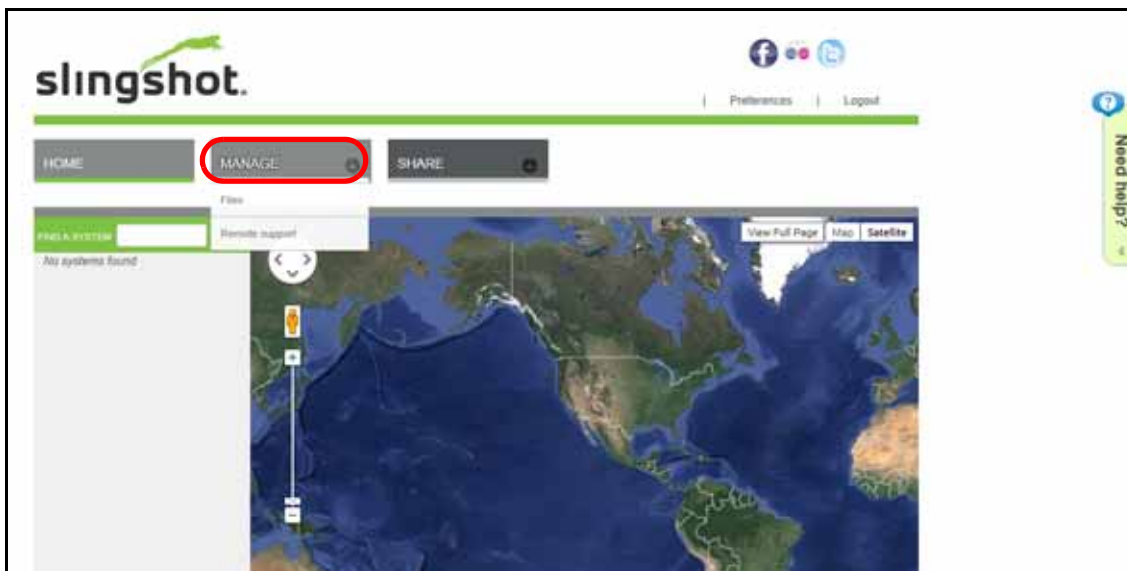 slingshot.
| Preferences | Logout
HOME
MANAGE
SHARE
Files
FIND A SYSTEM
Remote support
No systems found
View Full Page
Map
Satellite
Need help?